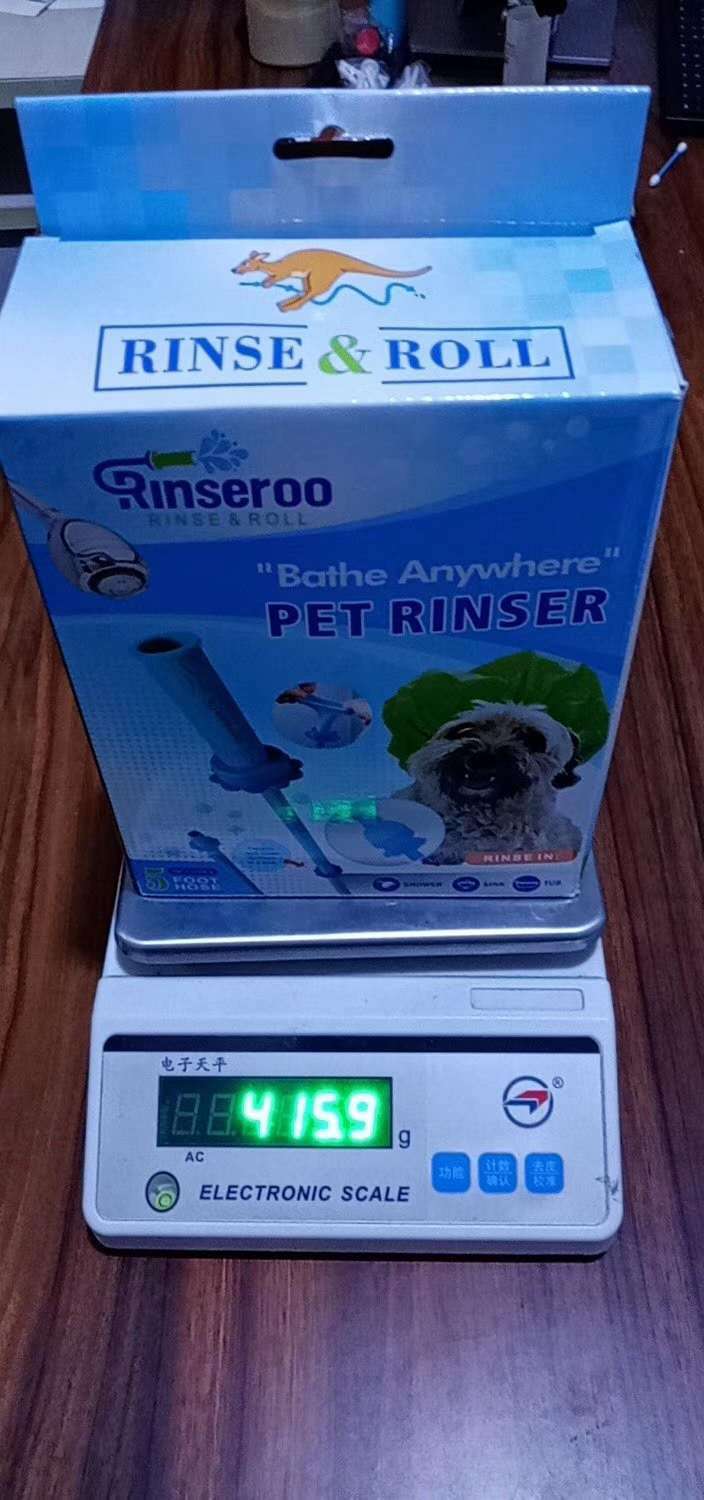 RINSE & ROLL
Rinseroo
RINSE & ROLL
"Bathe Anywhere"
PET RINSER
RINSE IN:
5 FOOT
HOSE
SHOWER SINK TUB
电子天平
415.9 g
AC
ELECTRONIC SCALE
®
功能
计数
确认
去皮
校准